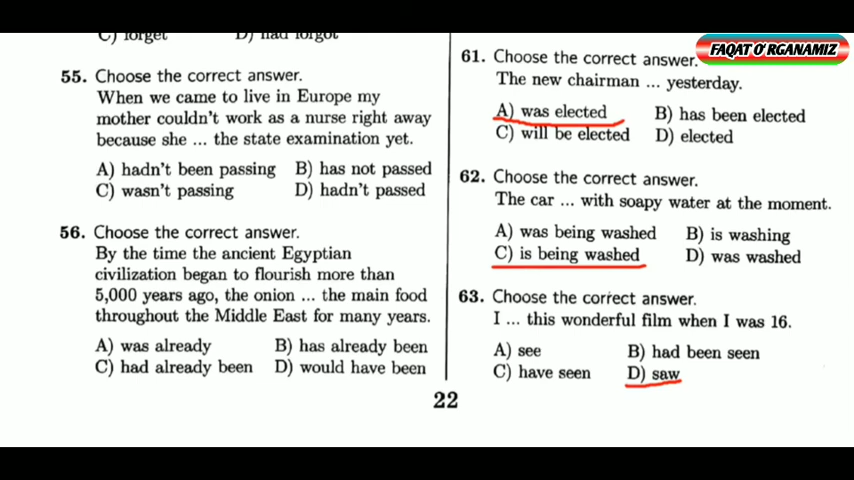 C) forget D) had forgot
55. Choose the correct answer.
When we came to live in Europe my
mother couldn't work as a nurse right away
because she ... the state examination yet.
A) hadn't been passing B) has not passed
C) wasn't passing D) hadn't passed
56. Choose the correct answer.
By the time the ancient Egyptian
civilization began to flourish more than
5,000 years ago, the onion ... the main food
throughout the Middle East for many years.
A) was already B) has already been
C) had already been D) would have been
FAQAT O'RGANAMIZ
61. Choose the correct answer.
The new chairman ... yesterday.
A) was elected B) has been elected
C) will be elected D) elected
62. Choose the correct answer.
The car ... with soapy water at the moment.
A) was being washed B) is washing
C) is being washed D) was washed
63. Choose the correct answer.
I ... this wonderful film when I was 16.
A) see B) had been seen
C) have seen D) saw
22